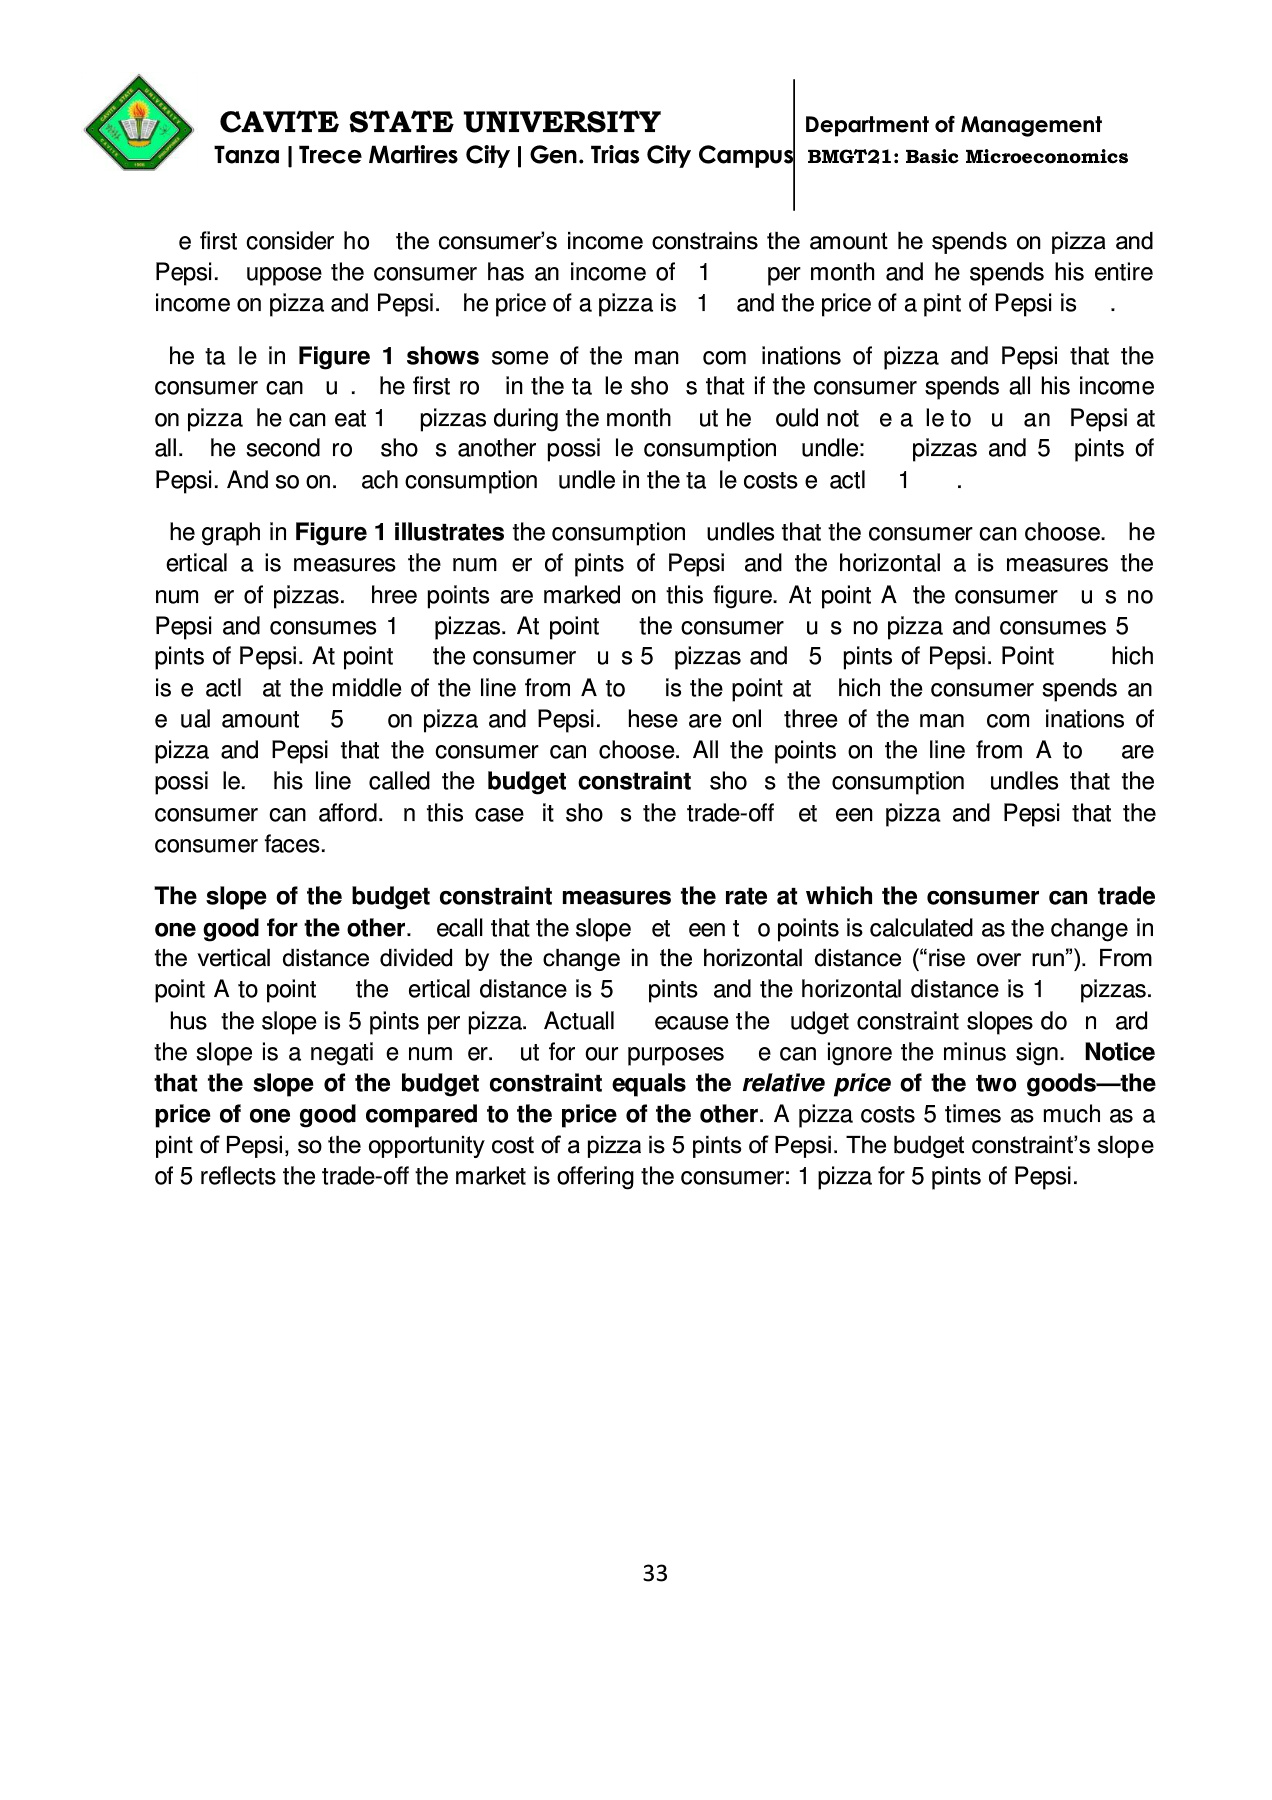 CAVITE STATE UNIVERSITY
Tanza | Trece Martires City | Gen. Trias City Campus
Department of Management
BMGT21: Basic Microeconomics
e first consider ho the consumer’s income constrains the amount he spends on pizza and
Pepsi. uppose the consumer has an income of 1 per month and he spends his entire
income on pizza and Pepsi. he price of a pizza is 1 and the price of a pint of Pepsi is .
he ta le in Figure 1 shows some of the man com inations of pizza and Pepsi that the
consumer can u . he first ro in the ta le sho s that if the consumer spends all his income
on pizza he can eat 1 pizzas during the month ut he ould not e a le to u an Pepsi at
all. he second ro sho s another possi le consumption undle: pizzas and 5 pints of
Pepsi. And so on. ach consumption undle in the ta le costs e actl 1 .
he graph in Figure 1 illustrates the consumption undles that the consumer can choose. he
ertical a is measures the num er of pints of Pepsi and the horizontal a is measures the
num er of pizzas. hree points are marked on this figure. At point A the consumer u s no
Pepsi and consumes 1 pizzas. At point the consumer u s no pizza and consumes 5
pints of Pepsi. At point the consumer u s 5 pizzas and 5 pints of Pepsi. Point hich
is e actl at the middle of the line from A to is the point at hich the consumer spends an
e ual amount 5 on pizza and Pepsi. hese are onl three of the man com inations of
pizza and Pepsi that the consumer can choose. All the points on the line from A to are
possi le. his line called the budget constraint sho s the consumption undles that the
consumer can afford. n this case it sho s the trade-off et een pizza and Pepsi that the
consumer faces.
The slope of the budget constraint measures the rate at which the consumer can trade
one good for the other. ecall that the slope et een t o points is calculated as the change in
the vertical distance divided by the change in the horizontal distance (“rise over run”). From
point A to point the ertical distance is 5 pints and the horizontal distance is 1 pizzas.
hus the slope is 5 pints per pizza. Actuall ecause the udget constraint slopes do n ard
the slope is a negati e num er. ut for our purposes e can ignore the minus sign. Notice
that the slope of the budget constraint equals the relative price of the two goods—the
price of one good compared to the price of the other. A pizza costs 5 times as much as a
pint of Pepsi, so the opportunity cost of a pizza is 5 pints of Pepsi. The budget constraint’s slope
of 5 reflects the trade-off the market is offering the consumer: 1 pizza for 5 pints of Pepsi.
33